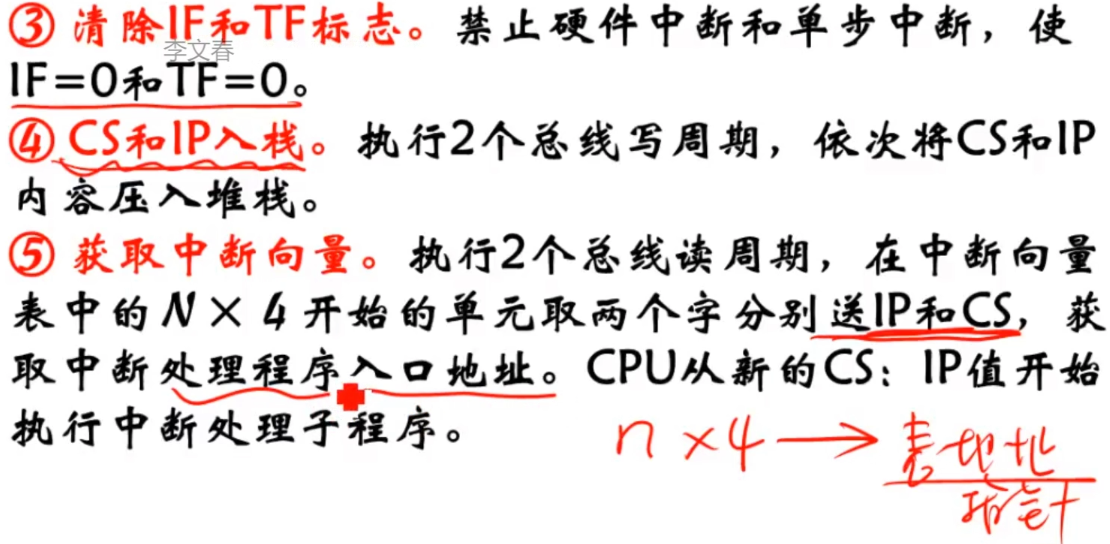 ③ 清除IF和TF标志。禁止硬件中断和单步中断，使
李文春
IF=0和TF=0。
④ CS和IP入栈。执行2个总线写周期，依次将CS和IP
内容压入堆栈。
⑤ 获取中断向量。执行2个总线读周期，在中断向量
表中的N×4开始的单元取两个字分别送IP和CS，获
取中断处理程序入口地址。CPU从新的CS：IP值开始
执行中断处理子程序。
n×4→表地址
指针